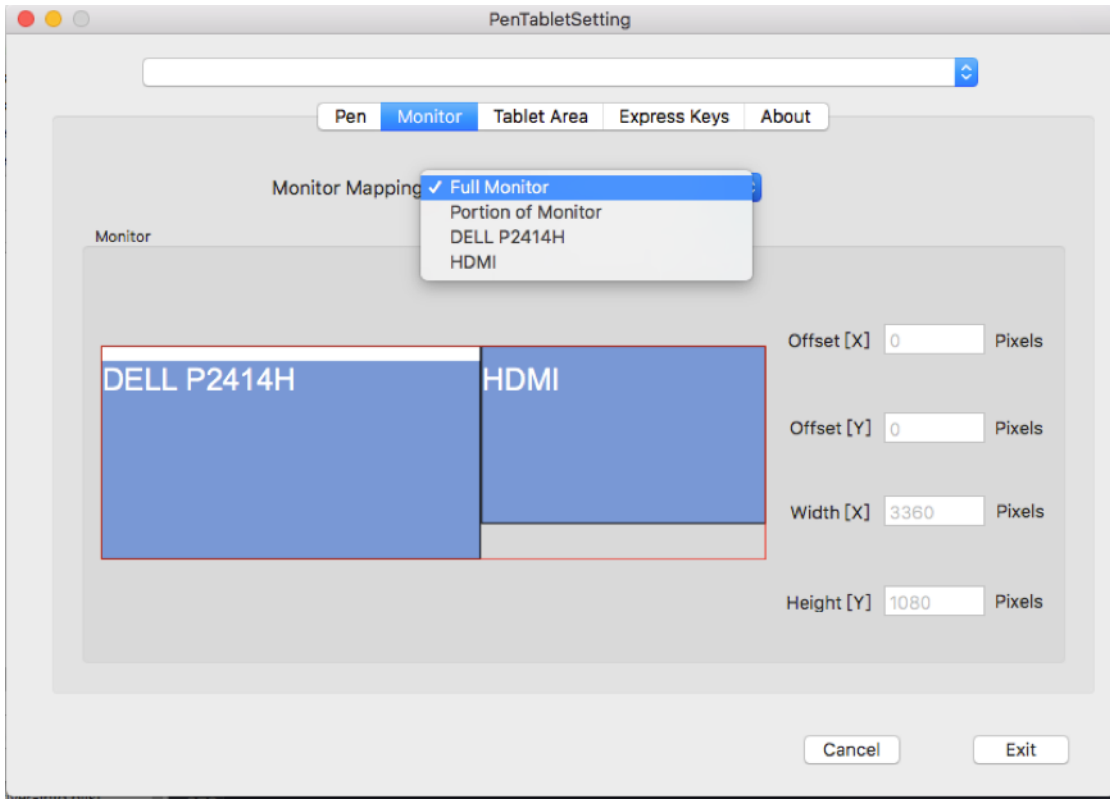 PenTabletSetting
Pen Monitor Tablet Area Express Keys About
Monitor Mapping ✓ Full Monitor
Portion of Monitor
DELL P2414H
HDMI
Monitor
DELL P2414H HDMI
Offset [X] 0 Pixels
Offset [Y] 0 Pixels
Width [X] 3360 Pixels
Height [Y] 1080 Pixels
Cancel Exit